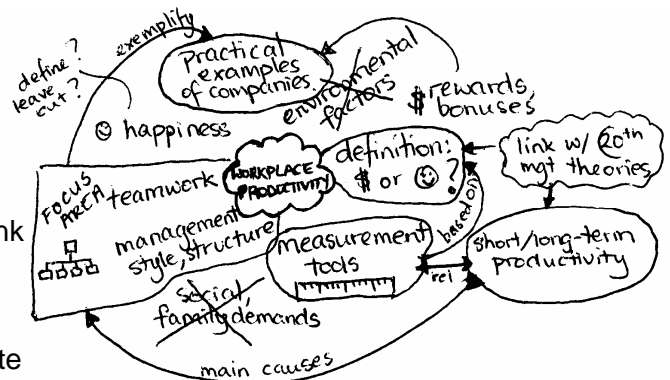 define?
leave
out?
exemplify
practical
examples
of companies
environmental
factors
$ rewards,
bonuses
☺ happiness
WORKPLACE
PRODUCTIVITY
definition:
$ or ☺?
link w/ 20th
mgt theories
FOCUS
AREA
teamwork
management
style, structure
measurement
tools
based on
rel
short/long-term
productivity
social,
family demands
main causes
nk
te